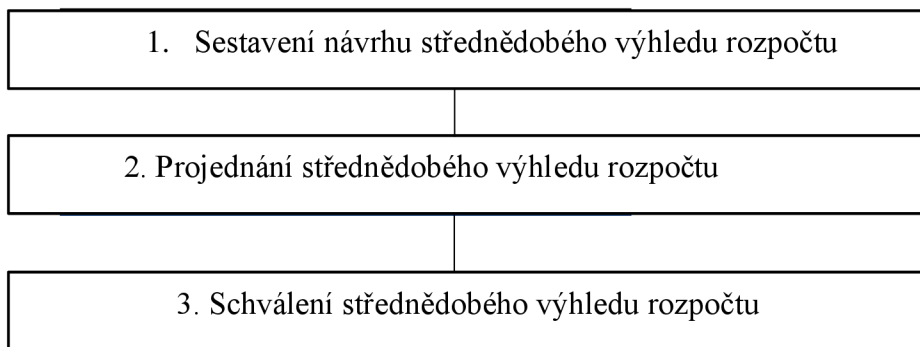 1. Sestavení návrhu střednědobého výhledu rozpočtu
2. Projednání střednědobého výhledu rozpočtu
3. Schválení střednědobého výhledu rozpočtu